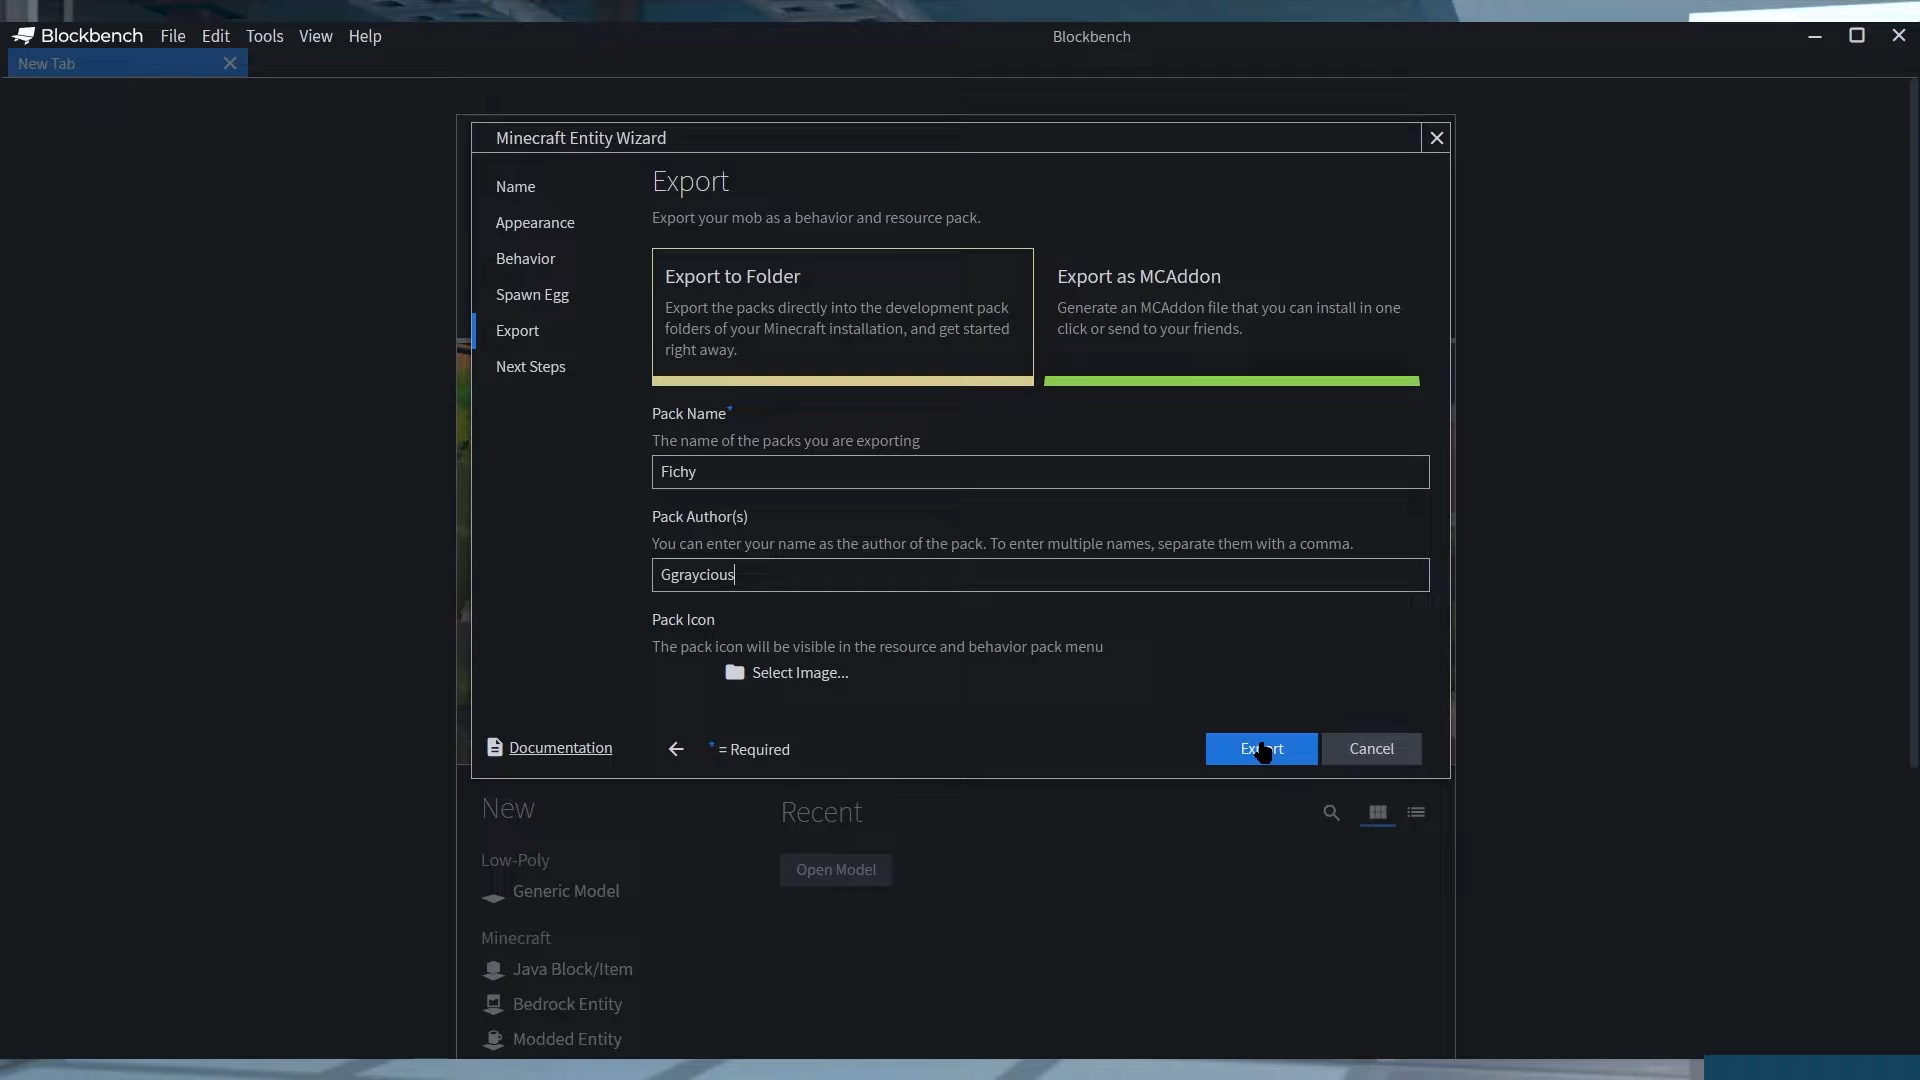 Blockbench File Edit Tools View Help
Blockbench
New Tab
Minecraft Entity Wizard
Name
Appearance
Behavior
Spawn Egg
Export
Next Steps
Export
Export your mob as a behavior and resource pack.
Export to Folder
Export the packs directly into the development pack
folders of your Minecraft installation, and get started
right away.
Export as MCAddon
Generate an MCAddon file that you can install in one
click or send to your friends.
Pack Name*
The name of the packs you are exporting
Fichy
Pack Author(s)
You can enter your name as the author of the pack. To enter multiple names, separate them with a comma.
Ggraycious
Pack Icon
The pack icon will be visible in the resource and behavior pack menu
Select Image...
Documentation
* = Required
Export
Cancel
New
Low-Poly
Generic Model
Minecraft
Java Block/Item
Bedrock Entity
Modded Entity
Recent
Open Model